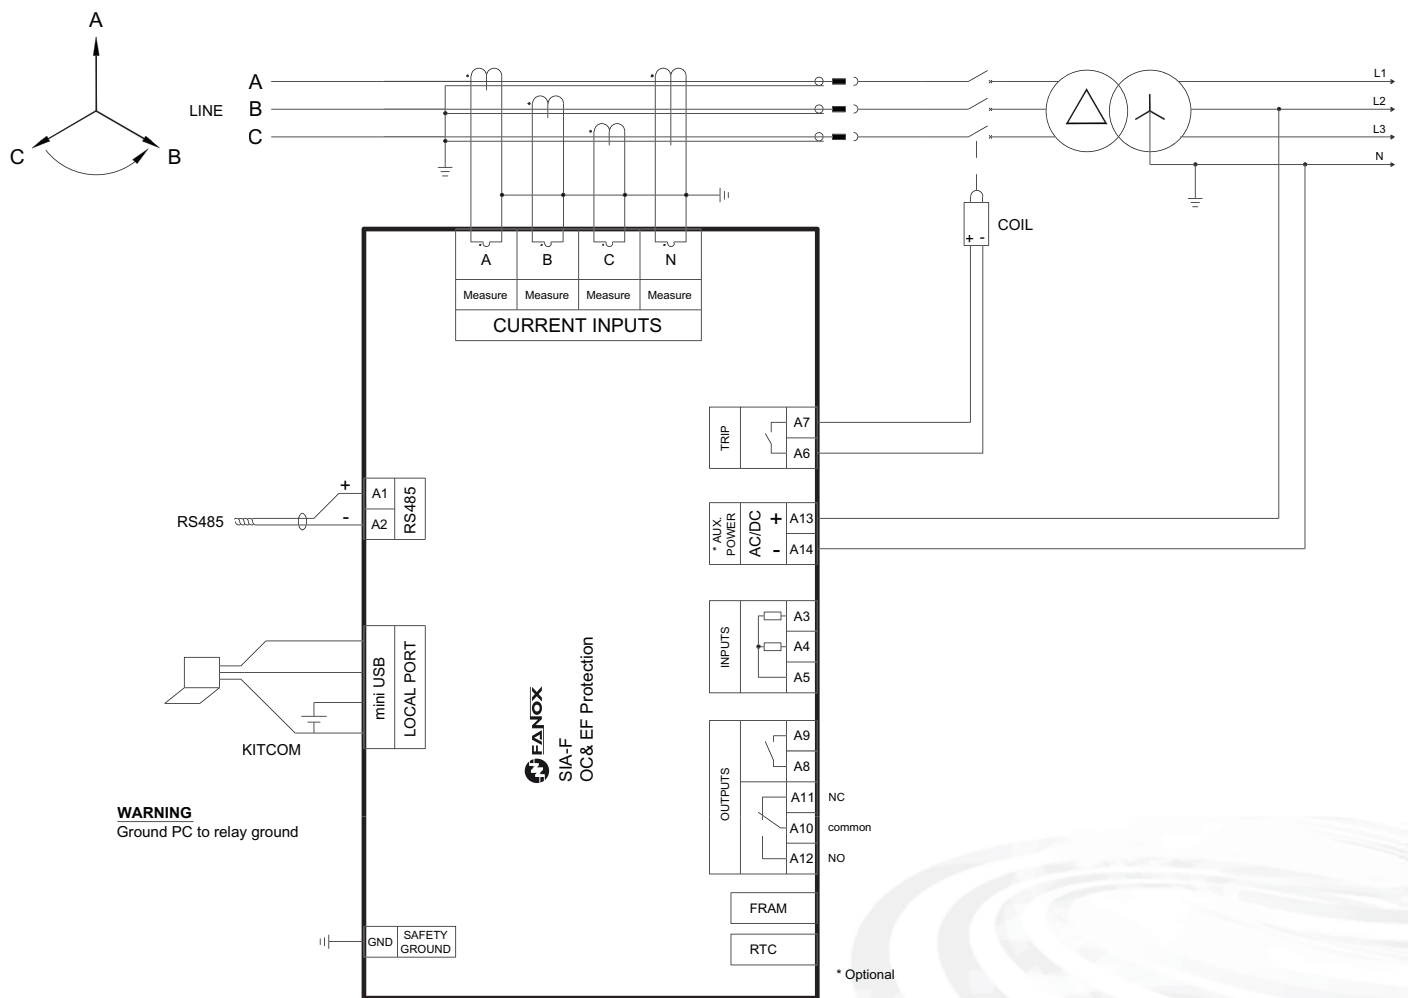 A
C
B
LINE
A
B
C
L1
L2
L3
N
COIL
+ -
A
B
C
N
Measure
Measure
Measure
Measure
CURRENT INPUTS
TRIP
A7
A6
RS485
+
-
A1
A2
RS485
* AUX.
POWER
AC/DC
+
-
A13
A14
INPUTS
A3
A4
A5
mini USB
LOCAL PORT
KITCOM
FANOX
SIA-F
OC& EF Protection
OUTPUTS
A9
A8
A11 NC
A10 common
A12 NO
WARNING
Ground PC to relay ground
FRAM
RTC
GND
SAFETY
GROUND
* Optional